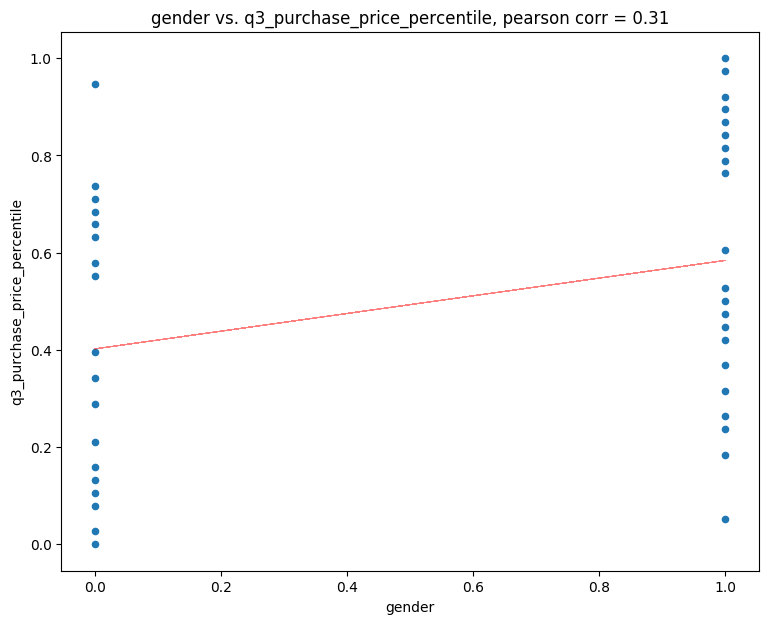 gender vs. q3_purchase_price_percentile, pearson corr = 0.31
1.0
0.8
0.6
0.4
0.2
0.0
q3_purchase_price_percentile
0.0 0.2 0.4 0.6 0.8 1.0
gender